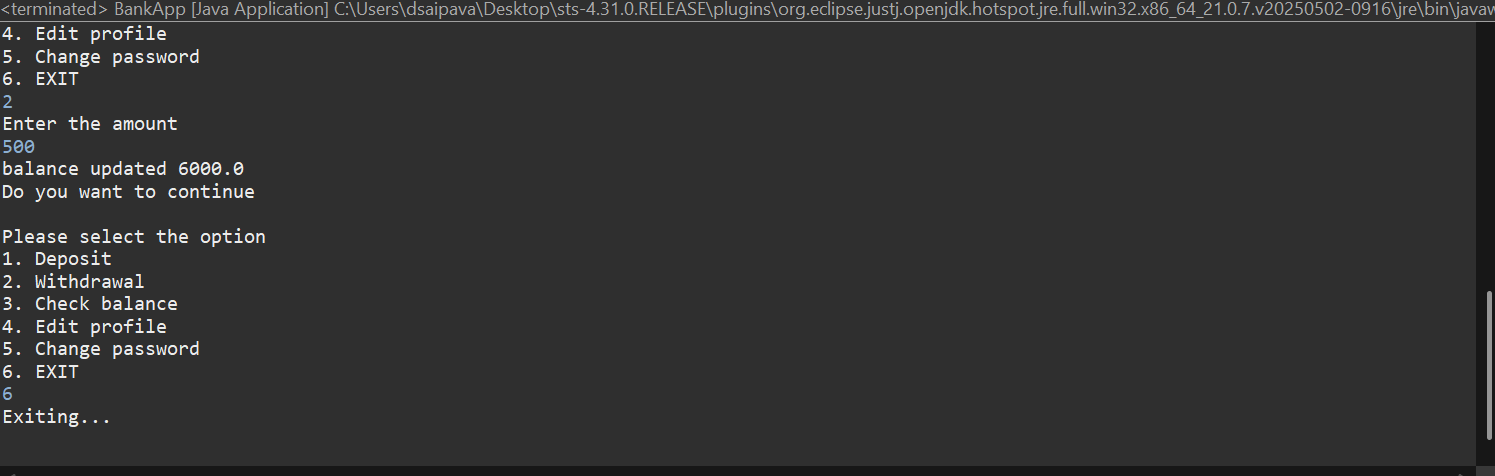 <terminated> BankApp [Java Application] C:\Users\dsaipava\Desktop\sts-4.31.0.RELEASE\plugins\org.eclipse.justj.openjdk.hotspot.jre.full.win32.x86_64_21.0.7.v20250502-0916\jre\bin\javaw
4. Edit profile
5. Change password
6. EXIT
2
Enter the amount
500
balance updated 6000.0
Do you want to continue

Please select the option
1. Deposit
2. Withdrawal
3. Check balance
4. Edit profile
5. Change password
6. EXIT
6
Exiting...